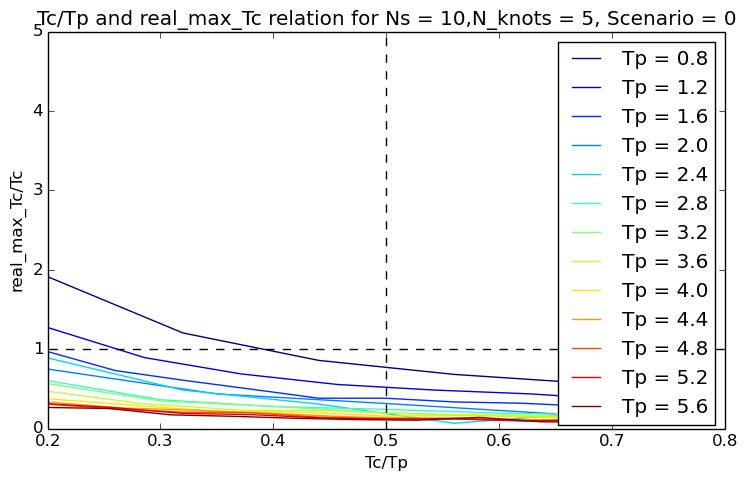 Tc/Tp and real_max_Tc relation for Ns = 10,N_knots = 5, Scenario = 0
5
4
3
2
1
0
real_max_Tc/Tc
0.2 0.3 0.4 0.5 0.6 0.7 0.8
Tc/Tp
Tp = 0.8
Tp = 1.2
Tp = 1.6
Tp = 2.0
Tp = 2.4
Tp = 2.8
Tp = 3.2
Tp = 3.6
Tp = 4.0
Tp = 4.4
Tp = 4.8
Tp = 5.2
Tp = 5.6